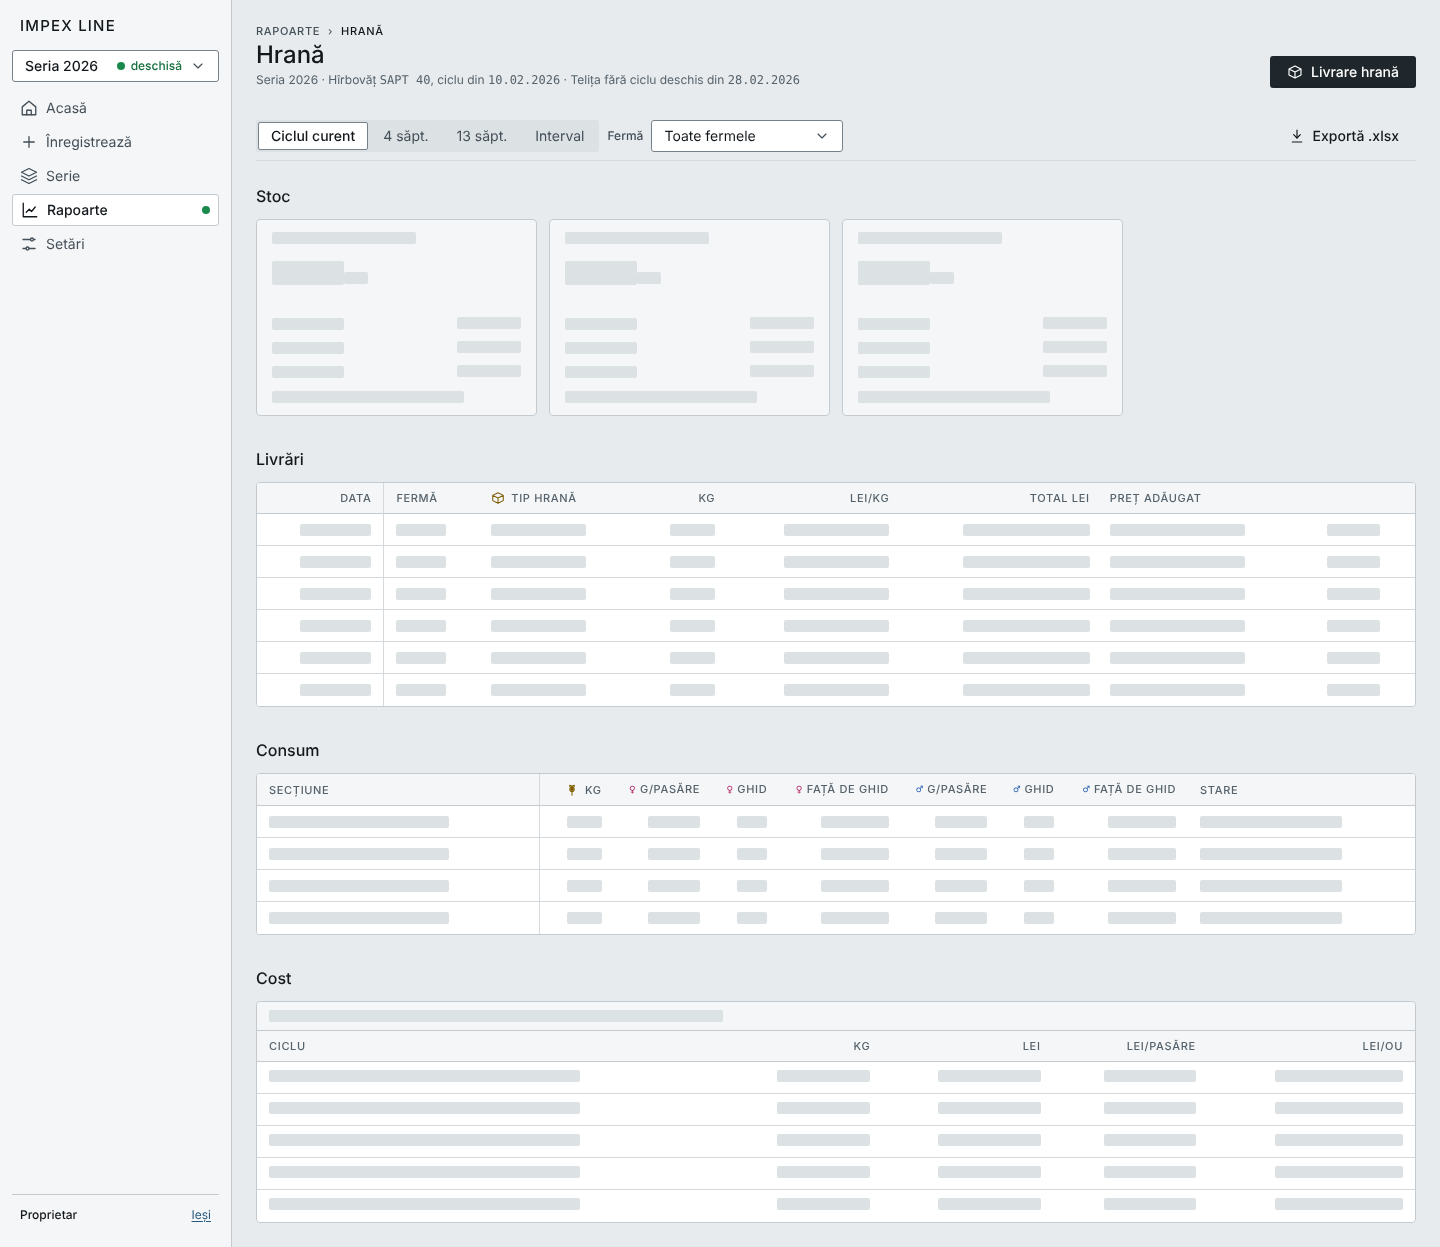 IMPEX LINE
Seria 2026 deschisă
Acasă
Înregistrează
Serie
Rapoarte
Setări
Proprietar Ieși
RAPOARTE › HRANĂ
Hrană
Seria 2026 · Hîrbovăț SAPT 40, ciclu din 10.02.2026 · Telița fără ciclu deschis din 28.02.2026
Livrare hrană
Ciclul curent 4 săpt. 13 săpt. Interval Fermă Toate fermele Exportă .xlsx
Stoc
Livrări
DATA FERMĂ TIP HRANĂ KG LEI/KG TOTAL LEI PREȚ ADĂUGAT
Consum
SECȚIUNE KG ♀ G/PASĂRE ♀ GHID ♀ FAȚĂ DE GHID ♂ G/PASĂRE ♂ GHID ♂ FAȚĂ DE GHID STARE
Cost
CICLU KG LEI LEI/PASĂRE LEI/OU